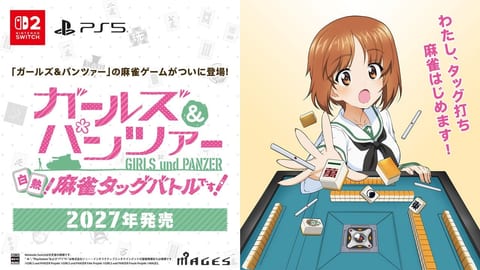 2
NINTENDO
SWITCH
PS5
「ガールズ&パンツァー」の麻雀ゲームがついに登場!
ガールズ&
パンツァー
GIRLS und PANZER
白熱!麻雀タッグバトルです!
2027年発売
MAGES.
わたし、タッグ打ち
麻雀はじめます!
萬